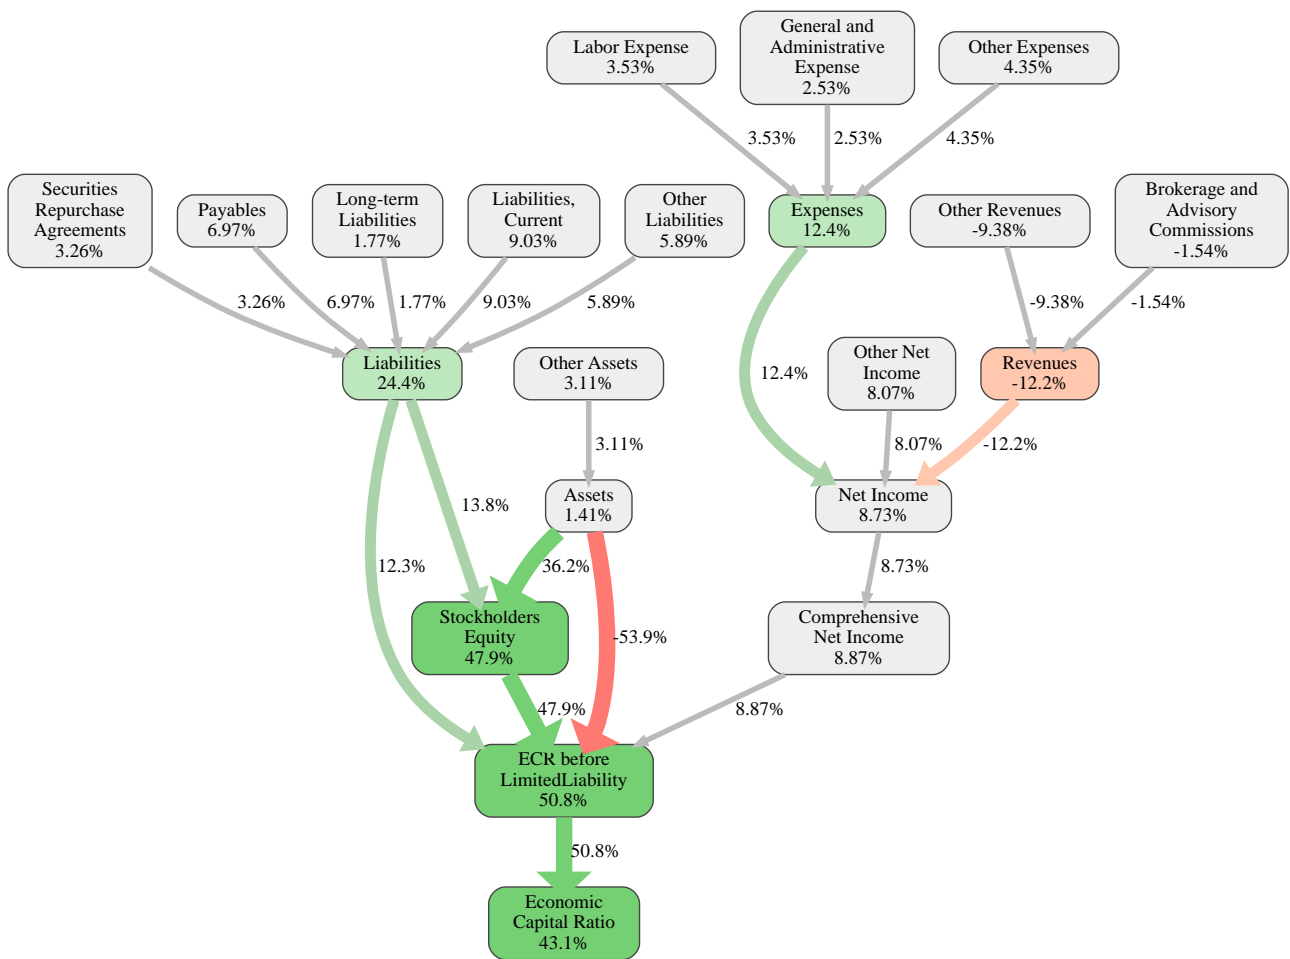 General and
Administrative
Expense
2.53%
Labor Expense
3.53%
Other Expenses
4.35%
3.53%
2.53%
4.35%
Securities
Repurchase
Agreements
3.26%
Payables
6.97%
Long-term
Liabilities
1.77%
Liabilities,
Current
9.03%
Other
Liabilities
5.89%
Expenses
12.4%
Other Revenues
-9.38%
Brokerage and
Advisory
Commissions
-1.54%
3.26%
6.97%
1.77%
9.03%
5.89%
-9.38%
-1.54%
Liabilities
24.4%
Other Assets
3.11%
12.4%
Other Net
Income
8.07%
Revenues
-12.2%
3.11%
8.07%
-12.2%
13.8%
Assets
1.41%
Net Income
8.73%
12.3%
36.2%
8.73%
Stockholders
Equity
47.9%
-53.9%
Comprehensive
Net Income
8.87%
47.9%
8.87%
ECR before
LimitedLiability
50.8%
50.8%
Economic
Capital Ratio
43.1%